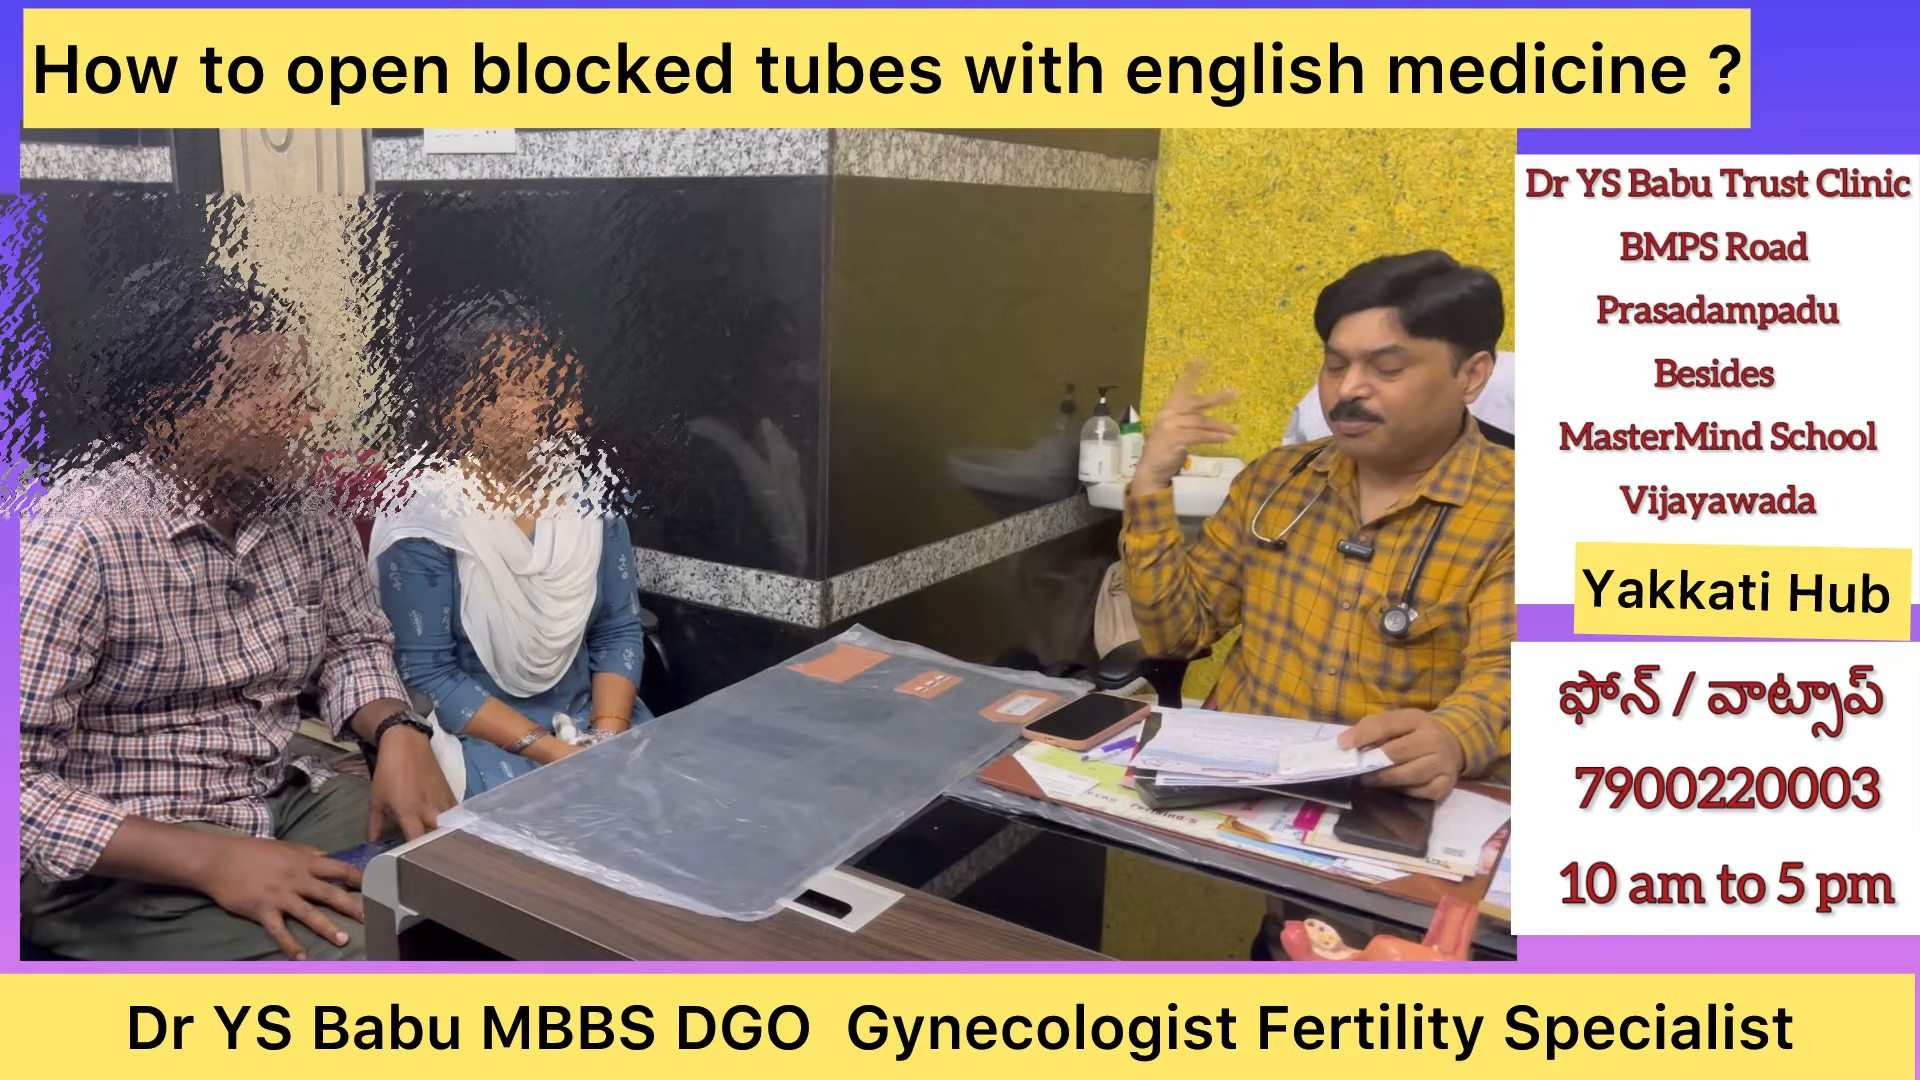 How to open blocked tubes with english medicine ?
Dr YS Babu Trust Clinic
BMPS Road
Prasadampadu
Besides
MasterMind School
Vijayawada
Yakkati Hub
ఫోన్ / వాట్సాప్
7900220003
10 am to 5 pm
Dr YS Babu MBBS DGO Gynecologist Fertility Specialist